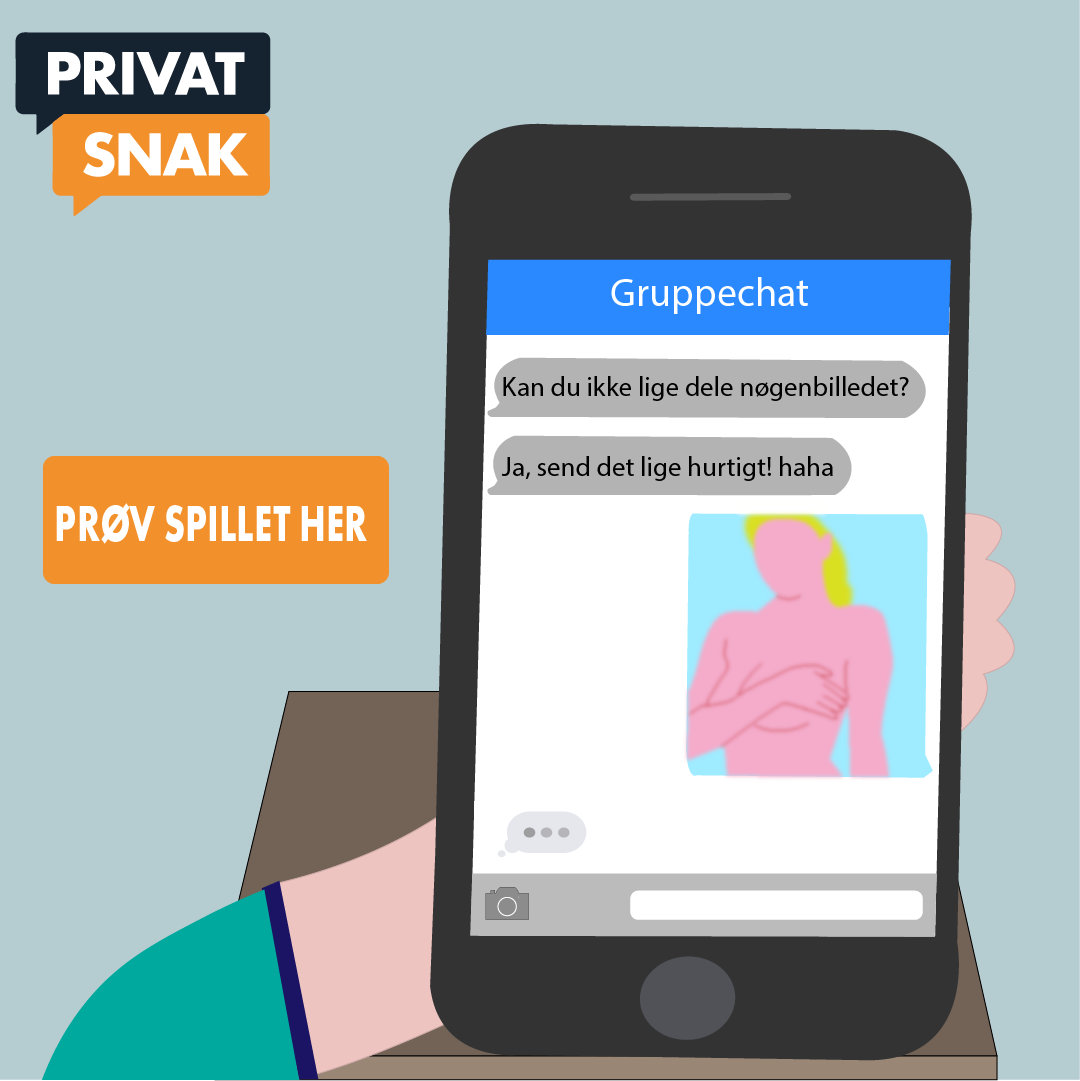 PRIVAT
SNAK
Gruppechat
Kan du ikke lige dele nøgenbilledet?
Ja, send det lige hurtigt! haha
PRØV SPILLET HER